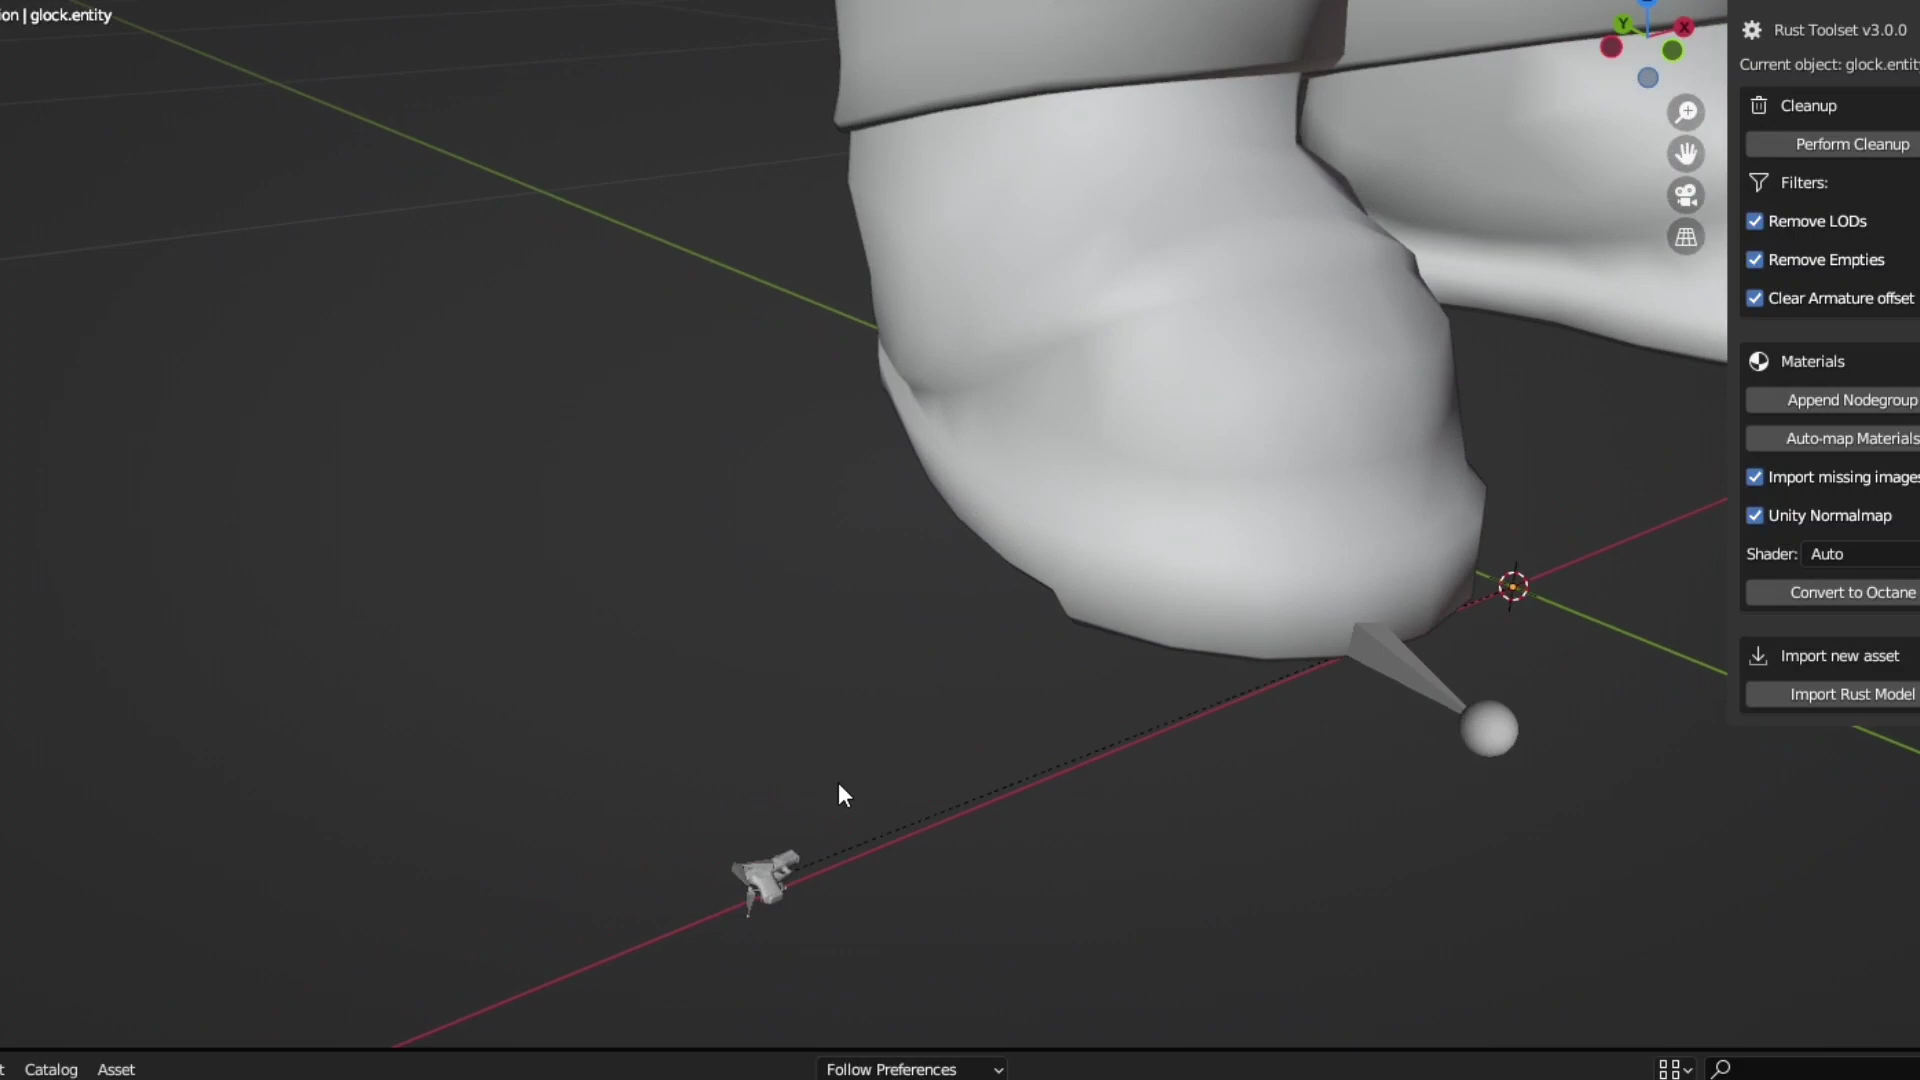 ion | glock.entity
Y
X
Rust Toolset v3.0.0
Current object: glock.entity
Cleanup
Perform Cleanup
Filters:
Remove LODs
Remove Empties
Clear Armature offset
Materials
Append Nodegroup
Auto-map Materials
Import missing images
Unity Normalmap
Shader: Auto
Convert to Octane
Import new asset
Import Rust Model
t Catalog Asset Follow Preferences